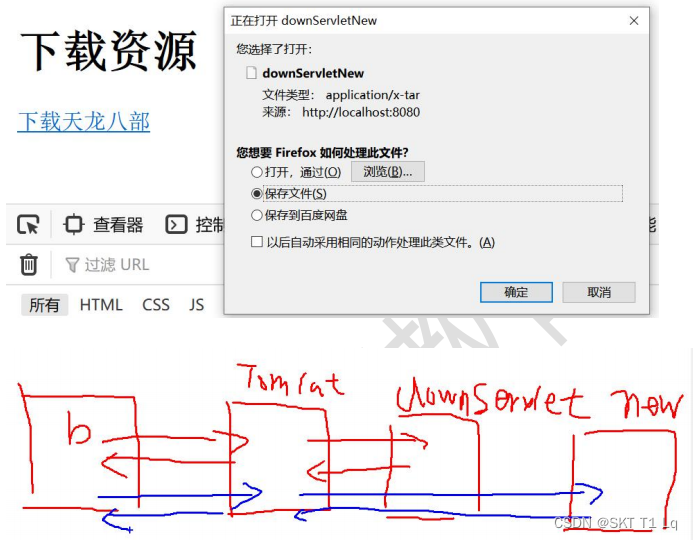 下载资源
下载天龙八部
正在打开 downServletNew
您选择了打开：
downServletNew
文件类型： application/x-tar
来源： http://localhost:8080
您想要 Firefox 如何处理此文件？
打开，通过(O) 浏览(B)...
保存文件(S)
保存到百度网盘
以后自动采用相同的动作处理此类文件。(A)
确定 取消
查看器 控制 能
过滤 URL
所有 HTML CSS JS
b Tomcat downServlet new
CSDN @SKT T1 Lq